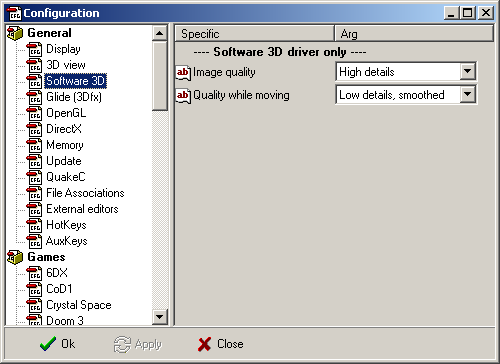 Configuration
General
Display
3D view
Software 3D
Glide (3Dfx)
OpenGL
DirectX
Memory
Update
QuakeC
File Associations
External editors
HotKeys
AuxKeys
Games
6DX
CoD1
Crystal Space
Doom 3
Specific Arg
---- Software 3D driver only ----
Image quality High details
Quality while moving Low details, smoothed
Ok Apply Close